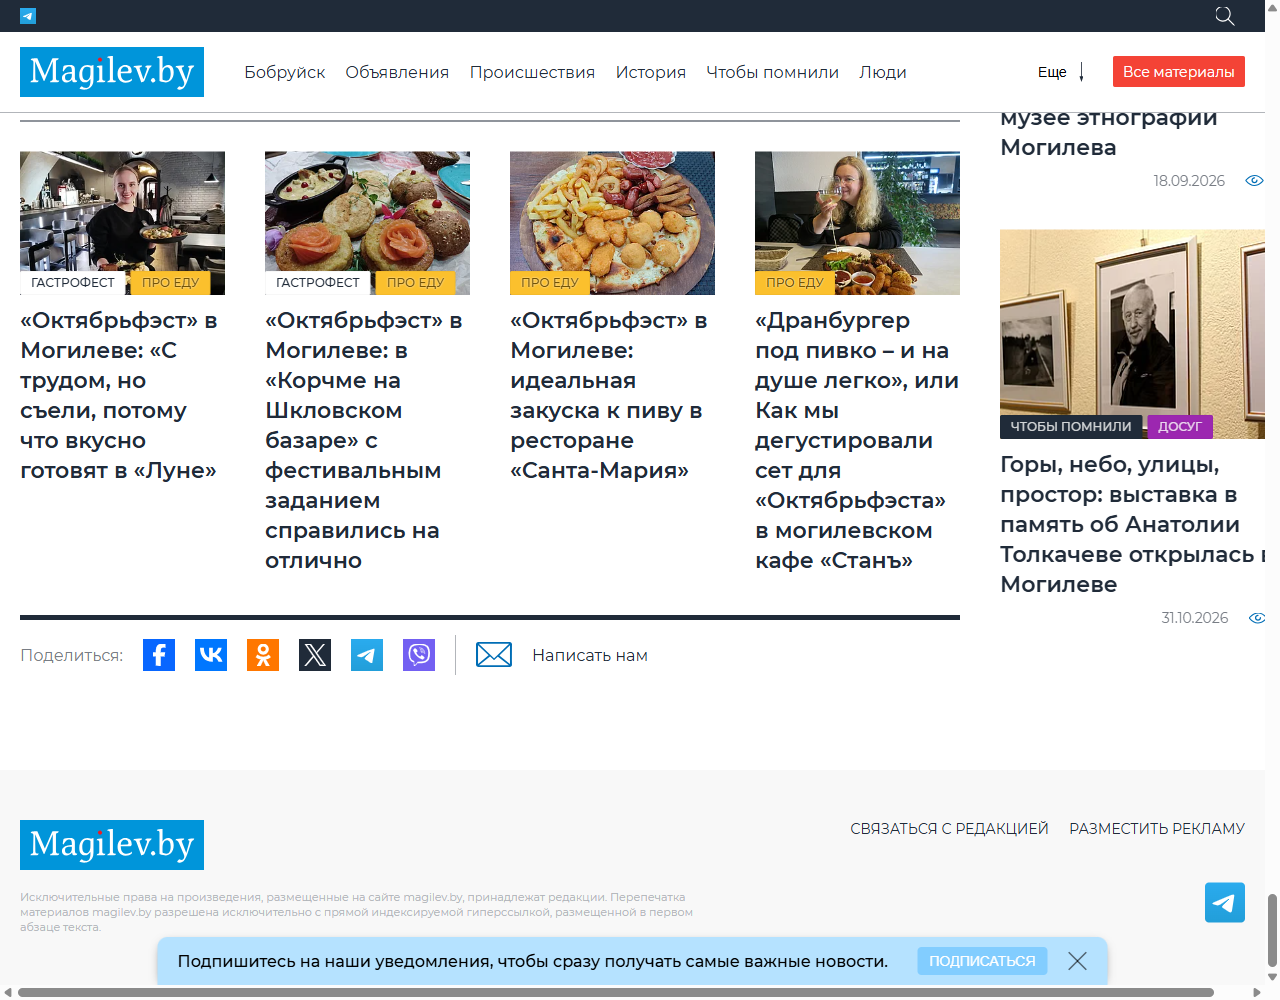 Magilev.by
Бобруйск Объявления Происшествия История Чтобы помнили Люди
Еще
Все материалы
музее этнографии
Могилева
18.09.2026
ГАСТРОФЕСТ ПРО ЕДУ
«Октябрьфэст» в
Могилеве: «С
трудом, но
съели, потому
что вкусно
готовят в «Луне»
ГАСТРОФЕСТ ПРО ЕДУ
«Октябрьфэст» в
Могилеве: в
«Корчме на
Шкловском
базаре» с
фестивальным
заданием
справились на
отлично
ПРО ЕДУ
«Октябрьфэст» в
Могилеве:
идеальная
закуска к пиву в
ресторане
«Санта-Мария»
ПРО ЕДУ
«Дранбургер
под пивко – и на
душе легко», или
Как мы
дегустировали
сет для
«Октябрьфэста»
в могилевском
кафе «Станъ»
ЧТОБЫ ПОМНИЛИ ДОСУГ
Горы, небо, улицы,
простор: выставка в
память об Анатолии
Толкачеве открылась в
Могилеве
31.10.2026
Поделиться:
Написать нам
Magilev.by
СВЯЗАТЬСЯ С РЕДАКЦИЕЙ РАЗМЕСТИТЬ РЕКЛАМУ
Исключительные права на произведения, размещенные на сайте magilev.by, принадлежат редакции. Перепечатка
материалов magilev.by разрешена исключительно с прямой индексируемой гиперссылкой, размещенной в первом
абзаце текста.
Подпишитесь на наши уведомления, чтобы сразу получать самые важные новости.
ПОДПИСАТЬСЯ